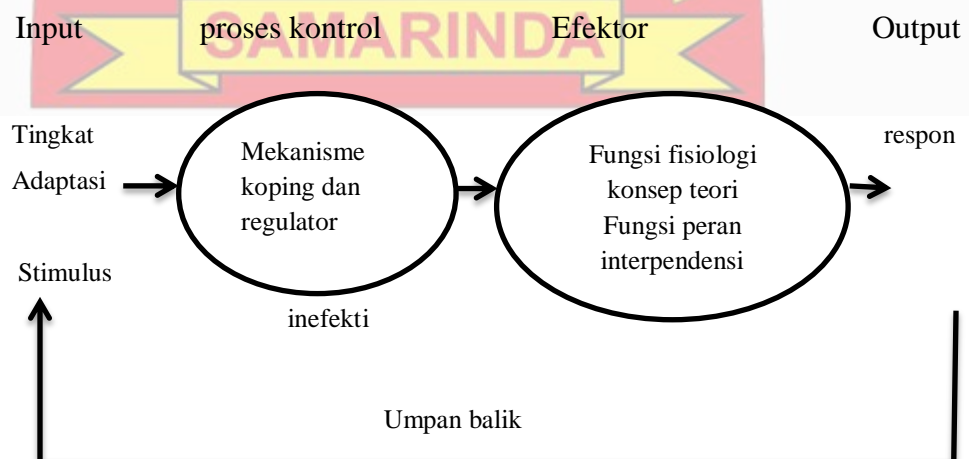 Input proses kontrol Efektor Output
SAMARINDA
Tingkat
Adaptasi
Stimulus
Mekanisme
koping dan
regulator
inefekti
Fungsi fisiologi
konsep teori
Fungsi peran
interpendensi
respon
Umpan balik